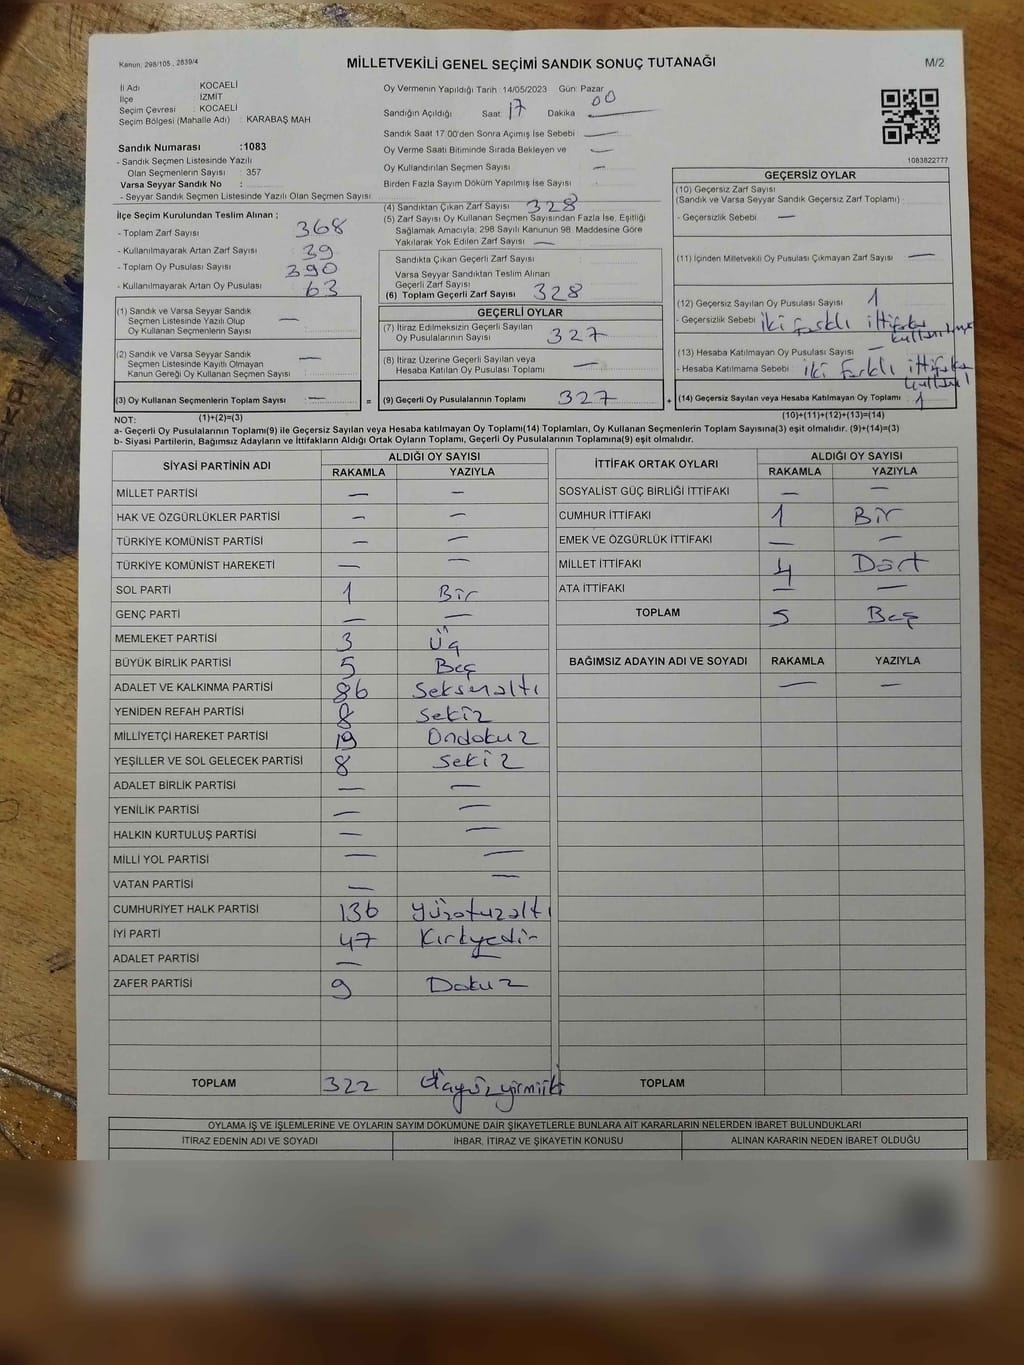 Kanun, 298/105 , 2839/4
MİLLETVEKİLİ GENEL SEÇİMİ SANDIK SONUÇ TUTANAĞI
M/2
İl Adı : KOCAELİ
İlçe : İZMİT
Seçim Çevresi : KOCAELİ
Seçim Bölgesi (Mahalle Adı) : KARABAŞ MAH
Sandık Numarası :1083
- Sandık Seçmen Listesinde Yazılı
Olan Seçmenlerin Sayısı : 357
Varsa Seyyar Sandık No :
- Seyyar Sandık Seçmen Listesinde Yazılı Olan Seçmen Sayısı:
Oy Vermenin Yapıldığı Tarih :14/05/2023 Gün: Pazar
Sandığın Açıldığı Saat 17 Dakika 00
Sandık Saat 17:00'den Sonra Açımış İse Sebebi : —
Oy Verme Saati Bitiminde Sırada Bekleyen ve —
Oy Kullandırılan Seçmen Sayısı : —
Birden Fazla Sayım Döküm Yapılmış İse Sayısı :
1083822777
İlçe Seçim Kurulundan Teslim Alınan ;
- Toplam Zarf Sayısı : 368
- Kullanılmayarak Artan Zarf Sayısı : 39
- Toplam Oy Pusulası Sayısı : 390
- Kullanılmayarak Artan Oy Pusulası : 63
(1) Sandık ve Varsa Seyyar Sandık
Seçmen Listesinde Yazılı Olup
Oy Kullanan Seçmenlerin Sayısı : —
(2) Sandık ve Varsa Seyyar Sandık
Seçmen Listesinde Kayıtlı Olmayan
Kanun Gereği Oy Kullanan Seçmen Sayısı : —
(3) Oy Kullanan Seçmenlerin Toplam Sayısı : —
(1)+(2)=(3)
(4) Sandıktan Çıkan Zarf Sayısı : 328
(5) Zarf Sayısı Oy Kullanan Seçmen Sayısından Fazla İse, Eşitliği
Sağlamak Amacıyla; 298 Sayılı Kanunun 98. Maddesine Göre
Yakılarak Yok Edilen Zarf Sayısı : —
Sandıkta Çıkan Geçerli Zarf Sayısı :
Varsa Seyyar Sandıktan Teslim Alınan
Geçerli Zarf Sayısı :
(6) Toplam Geçerli Zarf Sayısı : 328
GEÇERLİ OYLAR
(7) İtiraz Edilmeksizin Geçerli Sayılan
Oy Pusulalarının Sayısı : 327
(8) İtiraz Üzerine Geçerli Sayılan veya
Hesaba Katılan Oy Pusulası Toplamı : —
= (9) Geçerli Oy Pusulalarının Toplamı : 327
GEÇERSİZ OYLAR
(10) Geçersiz Zarf Sayısı
(Sandık ve Varsa Seyyar Sandık Geçersiz Zarf Toplamı) :
- Geçersizlik Sebebi : —
(11) İçinden Milletvekili Oy Pusulası Çıkmayan Zarf Sayısı : —
(12) Geçersiz Sayılan Oy Pusulası Sayısı : 1
- Geçersizlik Sebebi : iki farklı ittifaka
(13) Hesaba Katılmayan Oy Pusulası Sayısı : —
- Hesaba Katılmama Sebebi : iki farklı ittifaka
+ (14) Geçersiz Sayılan veya Hesaba Katılmayan Oy Toplamı : 1
(10)+(11)+(12)+(13)=(14)
NOT:
a- Geçerli Oy Pusulalarının Toplamı(9) ile Geçersiz Sayılan veya Hesaba Katılmayan Oy Toplamı(14) Toplamları, Oy Kullanan Seçmenlerin Toplam Sayısına(3) eşit olmalıdır. (9)+(14)=(3)
b- Siyasi Partilerin, Bağımsız Adayların ve İttifakların Aldığı Ortak Oyların Toplamı, Geçerli Oy Pusulalarının Toplamına(9) eşit olmalıdır.
SİYASİ PARTİNİN ADI
ALDIĞI OY SAYISI
RAKAMLA YAZIYLA
MİLLET PARTİSİ — —
HAK VE ÖZGÜRLÜKLER PARTİSİ — —
TÜRKİYE KOMÜNİST PARTİSİ — —
TÜRKİYE KOMÜNİST HAREKETİ — —
SOL PARTİ 1 Bir
GENÇ PARTİ — —
MEMLEKET PARTİSİ 3 Üç
BÜYÜK BİRLİK PARTİSİ 5 Beş
ADALET VE KALKINMA PARTİSİ 86 Seksenaltı
YENİDEN REFAH PARTİSİ 8 Sekiz
MİLLİYETÇİ HAREKET PARTİSİ 19 Ondokuz
YEŞİLLER VE SOL GELECEK PARTİSİ 8 Sekiz
ADALET BİRLİK PARTİSİ — —
YENİLİK PARTİSİ — —
HALKIN KURTULUŞ PARTİSİ — —
MİLLİ YOL PARTİSİ — —
VATAN PARTİSİ — —
CUMHURİYET HALK PARTİSİ 136 Yüzotuzaltı
İYİ PARTİ 47 Kırkyedi
ADALET PARTİSİ — —
ZAFER PARTİSİ 9 Dokuz
TOPLAM 322 üçyüzyirmiiki
İTTİFAK ORTAK OYLARI
ALDIĞI OY SAYISI
RAKAMLA YAZIYLA
SOSYALİST GÜÇ BİRLİĞİ İTTİFAKI — —
CUMHUR İTTİFAKI 1 Bir
EMEK VE ÖZGÜRLÜK İTTİFAKI — —
MİLLET İTTİFAKI 4 Dört
ATA İTTİFAKI — —
TOPLAM 5 Beş
BAĞIMSIZ ADAYIN ADI VE SOYADI RAKAMLA YAZIYLA
— —
TOPLAM
OYLAMA İŞ VE İŞLEMLERİNE VE OYLARIN SAYIM DÖKÜMÜNE DAİR ŞİKAYETLERLE BUNLARA AİT KARARLARIN NELERDEN İBARET BULUNDUKLARI
İTİRAZ EDENİN ADI VE SOYADI
İHBAR, İTİRAZ VE ŞİKAYETİN KONUSU
ALINAN KARARIN NEDEN İBARET OLDUĞU